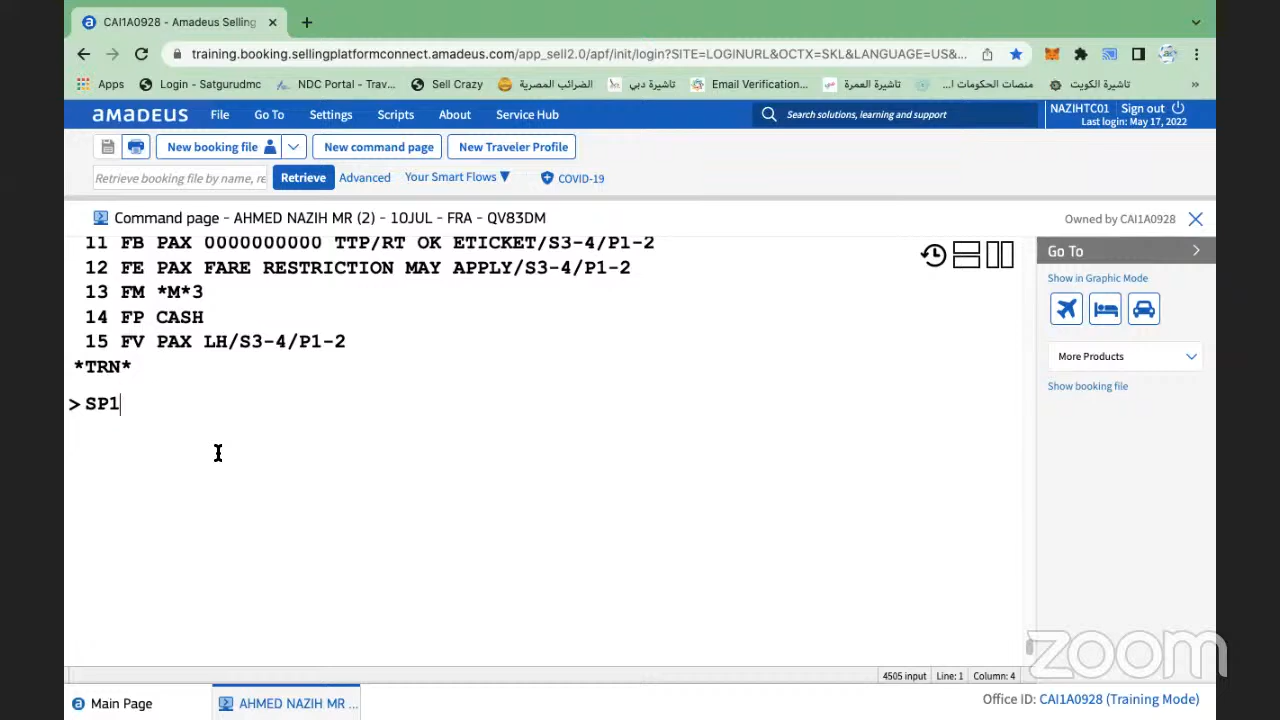 CAI1A0928 - Amadeus Selling
training.booking.sellingplatformconnect.amadeus.com/app_sell2.0/apf/init/login?SITE=LOGINURL&OCTX=SKL&LANGUAGE=US&...
Apps Login - Satgurudmc NDC Portal - Trav... Sell Crazy الضرائب المصرية تاشيرة دبي Email Verification... تاشيرة العمرة منصات الحكومات ا... تاشيرة الكويت »
amadeus File Go To Settings Scripts About Service Hub Search solutions, learning and support NAZIHTC01 Sign out
Last login: May 17, 2022
New booking file New command page New Traveler Profile
Retrieve booking file by name, re Retrieve Advanced Your Smart Flows COVID-19
Command page - AHMED NAZIH MR (2) - 10JUL - FRA - QV83DM Owned by CAI1A0928
11 FB PAX 0000000000 TTP/RT OK ETICKET/S3-4/P1-2
12 FE PAX FARE RESTRICTION MAY APPLY/S3-4/P1-2
13 FM *M*3
14 FP CASH
15 FV PAX LH/S3-4/P1-2
*TRN*
> SP1
Go To
Show in Graphic Mode
More Products
Show booking file
zoom
4505 input Line: 1 Column: 4
Main Page AHMED NAZIH MR ... Office ID: CAI1A0928 (Training Mode)